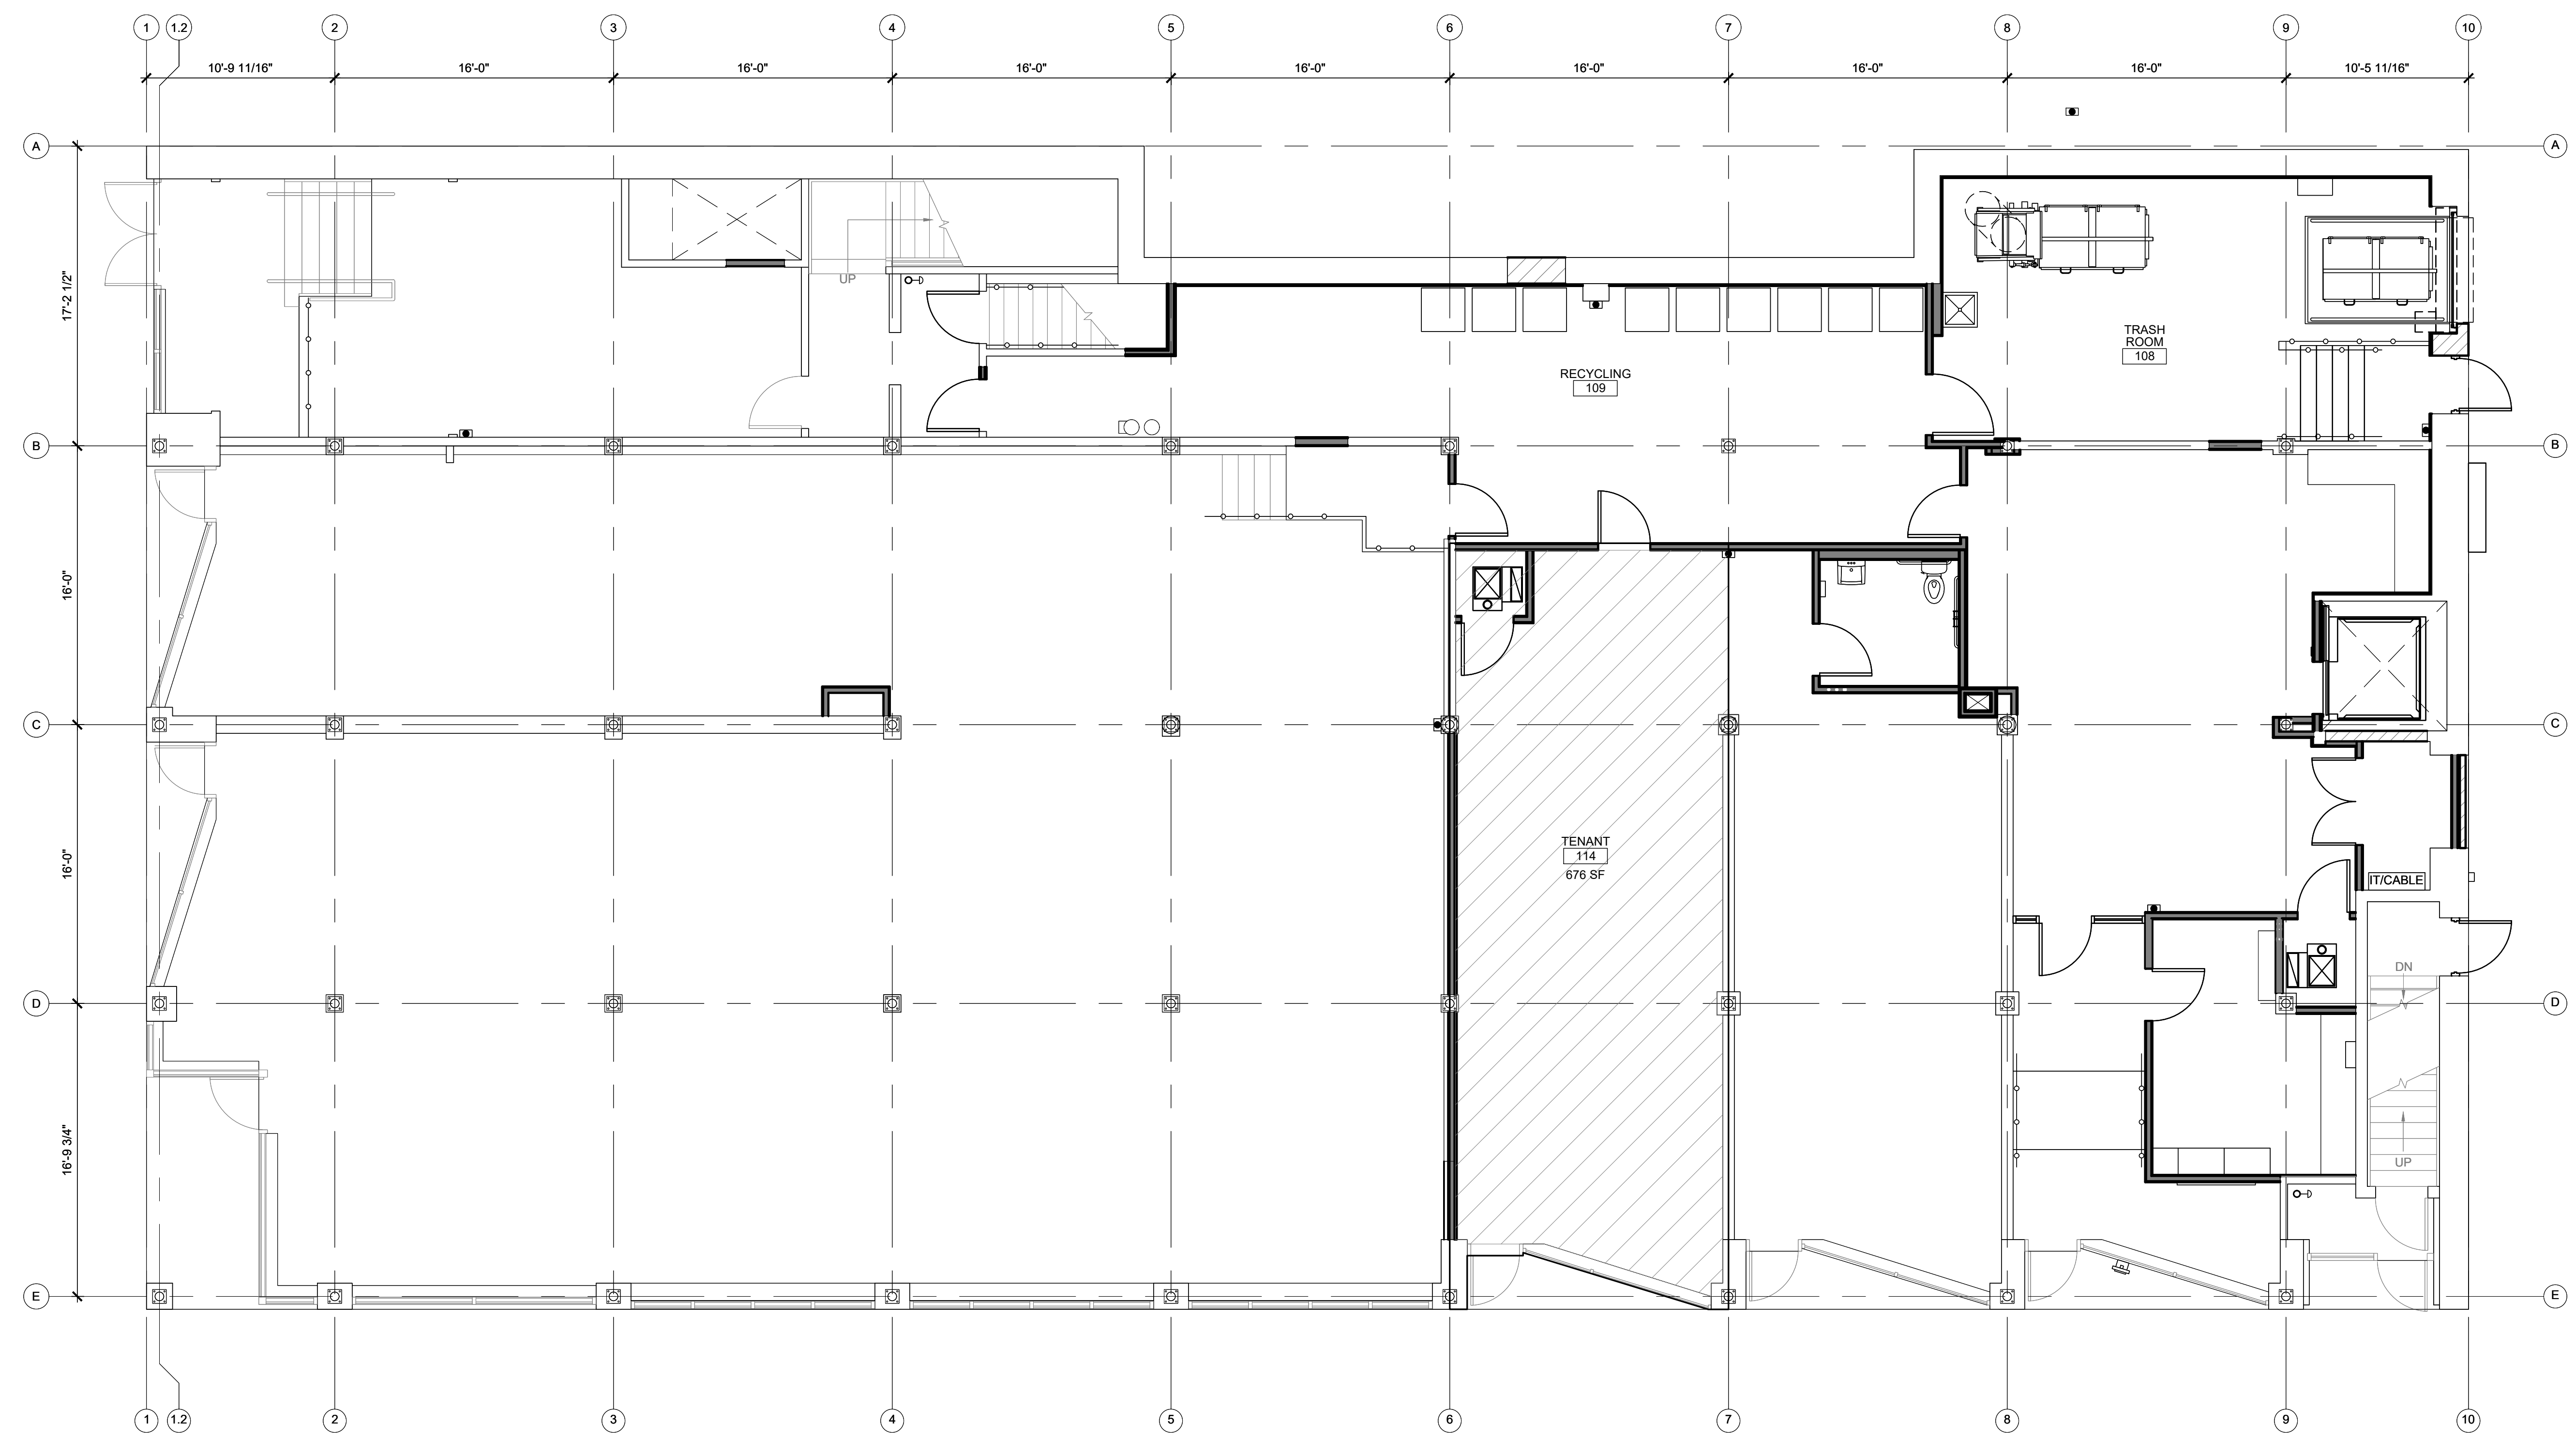 1 1.2 2 3 4 5 6 7 8 9 10
10'-9 11/16" 16'-0" 16'-0" 16'-0" 16'-0" 16'-0" 16'-0" 16'-0" 10'-5 11/16"
A A
17'-2 1/2"
UP
TRASH
ROOM
108
RECYCLING
109
B B
16'-0"
C C
16'-0"
TENANT
114
676 SF
IT/CABLE
DN
D D
16'-9 3/4"
UP
E E
1 1.2 2 3 4 5 6 7 8 9 10